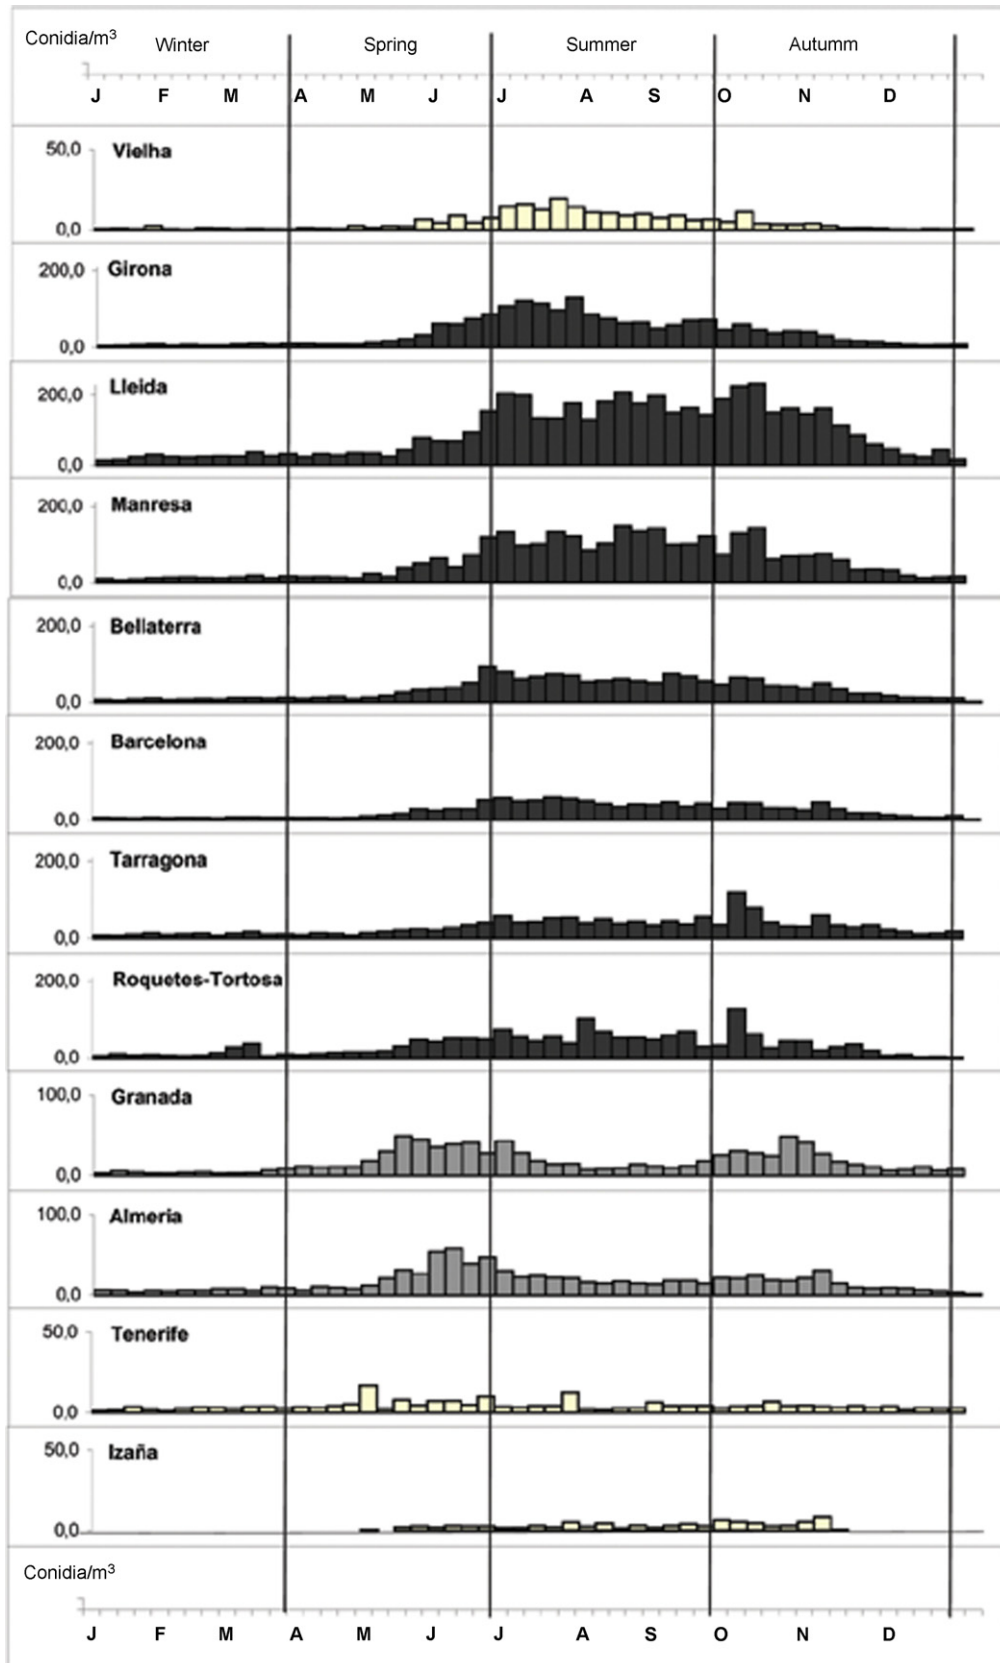 Conidia/m³ Winter Spring Summer Autumm
J F M A M J J A S O N D
50,0 Vielha
0,0
200,0 Girona
0,0
200,0 Lleida
0,0
200,0 Manresa
0,0
200,0 Bellaterra
0,0
200,0 Barcelona
0,0
200,0 Tarragona
0,0
200,0 Roquetes-Tortosa
0,0
100,0 Granada
0,0
100,0 Almeria
0,0
50,0 Tenerife
0,0
50,0 Izaña
0,0
Conidia/m³
J F M A M J J A S O N D